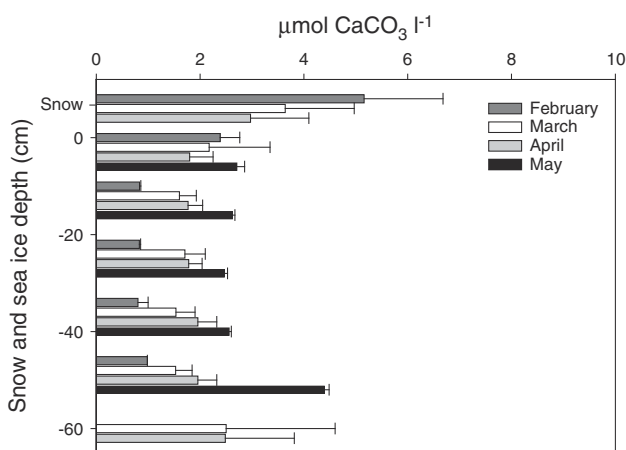 µmol CaCO₃ l⁻¹
0 2 4 6 8 10
Snow
0
-20
-40
-60
Snow and sea ice depth (cm)
February
March
April
May